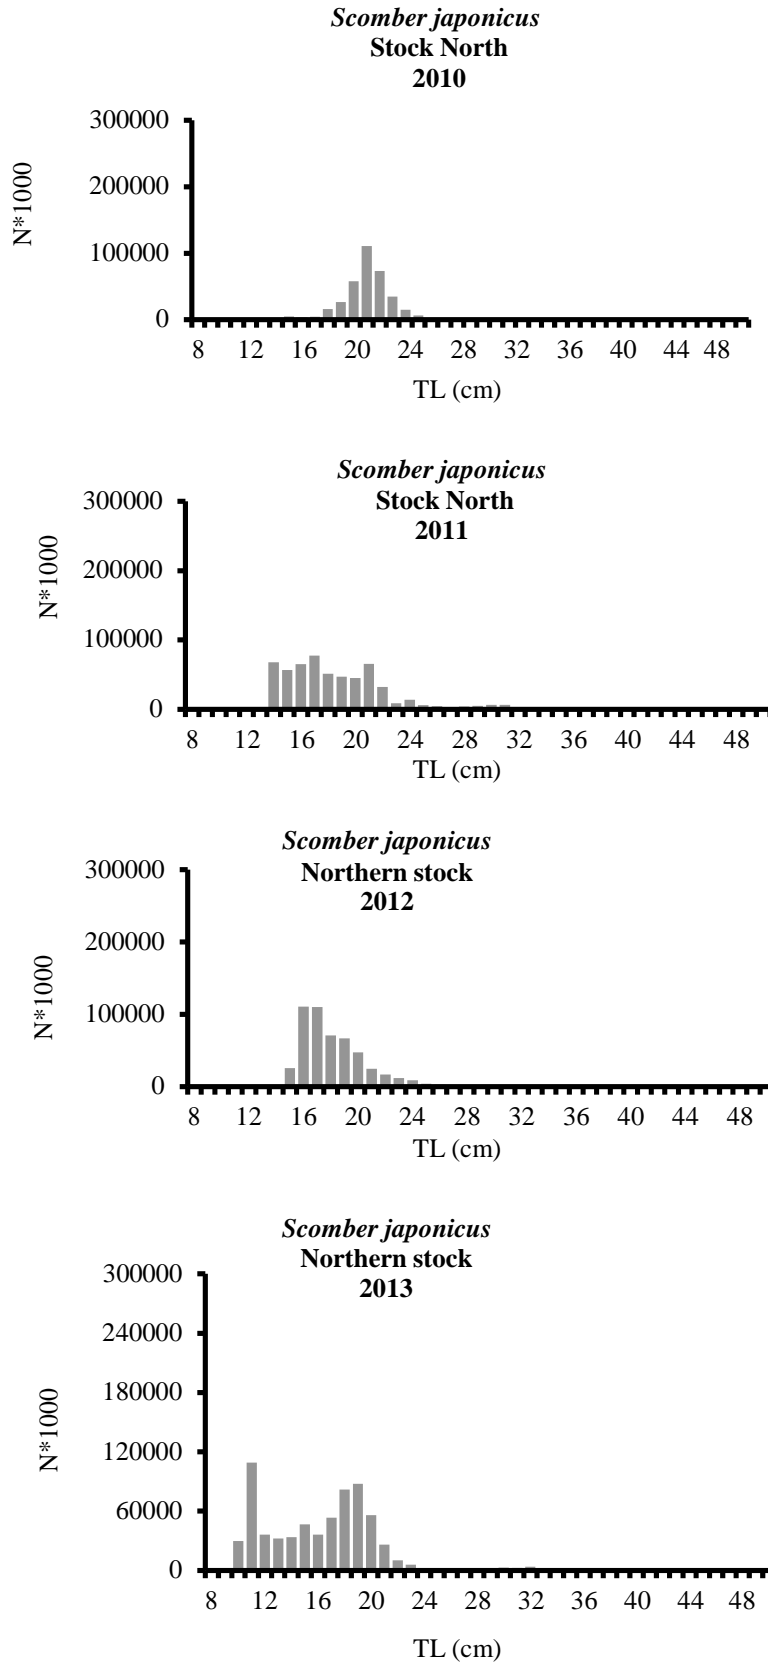 Scomber japonicus
Stock North
2010
300000
200000
100000
0
N*1000
8 12 16 20 24 28 32 36 40 44 48
TL (cm)
Scomber japonicus
Stock North
2011
300000
200000
100000
0
N*1000
8 12 16 20 24 28 32 36 40 44 48
TL (cm)
Scomber japonicus
Northern stock
2012
300000
200000
100000
0
N*1000
8 12 16 20 24 28 32 36 40 44 48
TL (cm)
Scomber japonicus
Northern stock
2013
300000
240000
180000
120000
60000
0
N*1000
8 12 16 20 24 28 32 36 40 44 48
TL (cm)